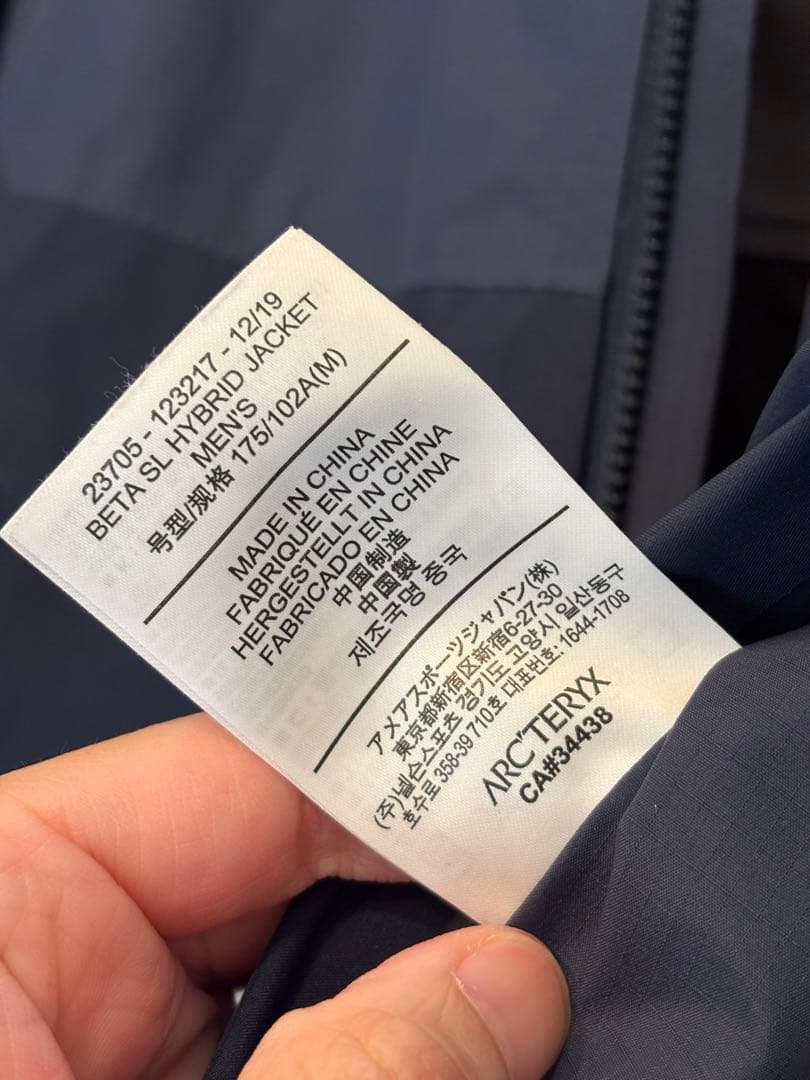 23705 - 123217 - 12/19
BETA SL HYBRID JACKET
MEN'S
号型/规格 175/102A(M)
MADE IN CHINA
FABRIQUÉ EN CHINE
HERGESTELLT IN CHINA
FABRICADO EN CHINA
中国制造
中国製
제조국명 중국
アメアスポーツジャパン(株)
東京都新宿区新宿6-27-30
(주)넬슨스포츠 경기도 고양시 일산동구
호수로 358-39 710호 대표번호: 1644-1708
ARC'TERYX
CA#34438